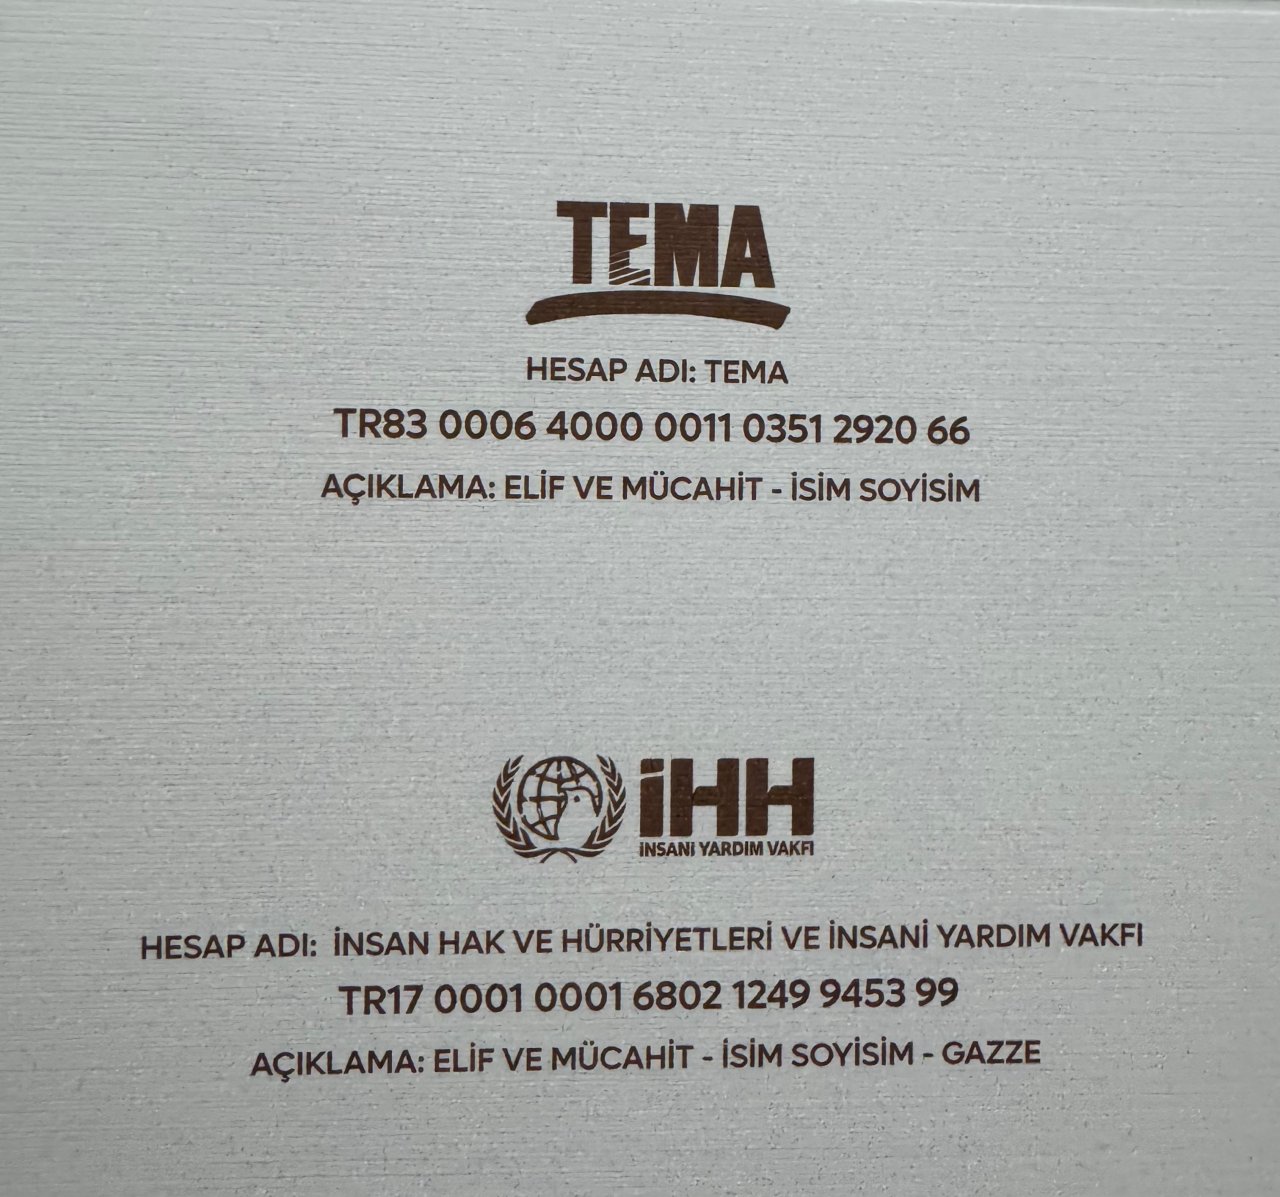 TEMA
HESAP ADI: TEMA
TR83 0006 4000 0011 0351 2920 66
AÇIKLAMA: ELİF VE MÜCAHİT - İSİM SOYİSİM
İHH
İNSANİ YARDIM VAKFI
HESAP ADI: İNSAN HAK VE HÜRRİYETLERİ VE İNSANİ YARDIM VAKFI
TR17 0001 0001 6802 1249 9453 99
AÇIKLAMA: ELİF VE MÜCAHİT - İSİM SOYİSİM - GAZZE